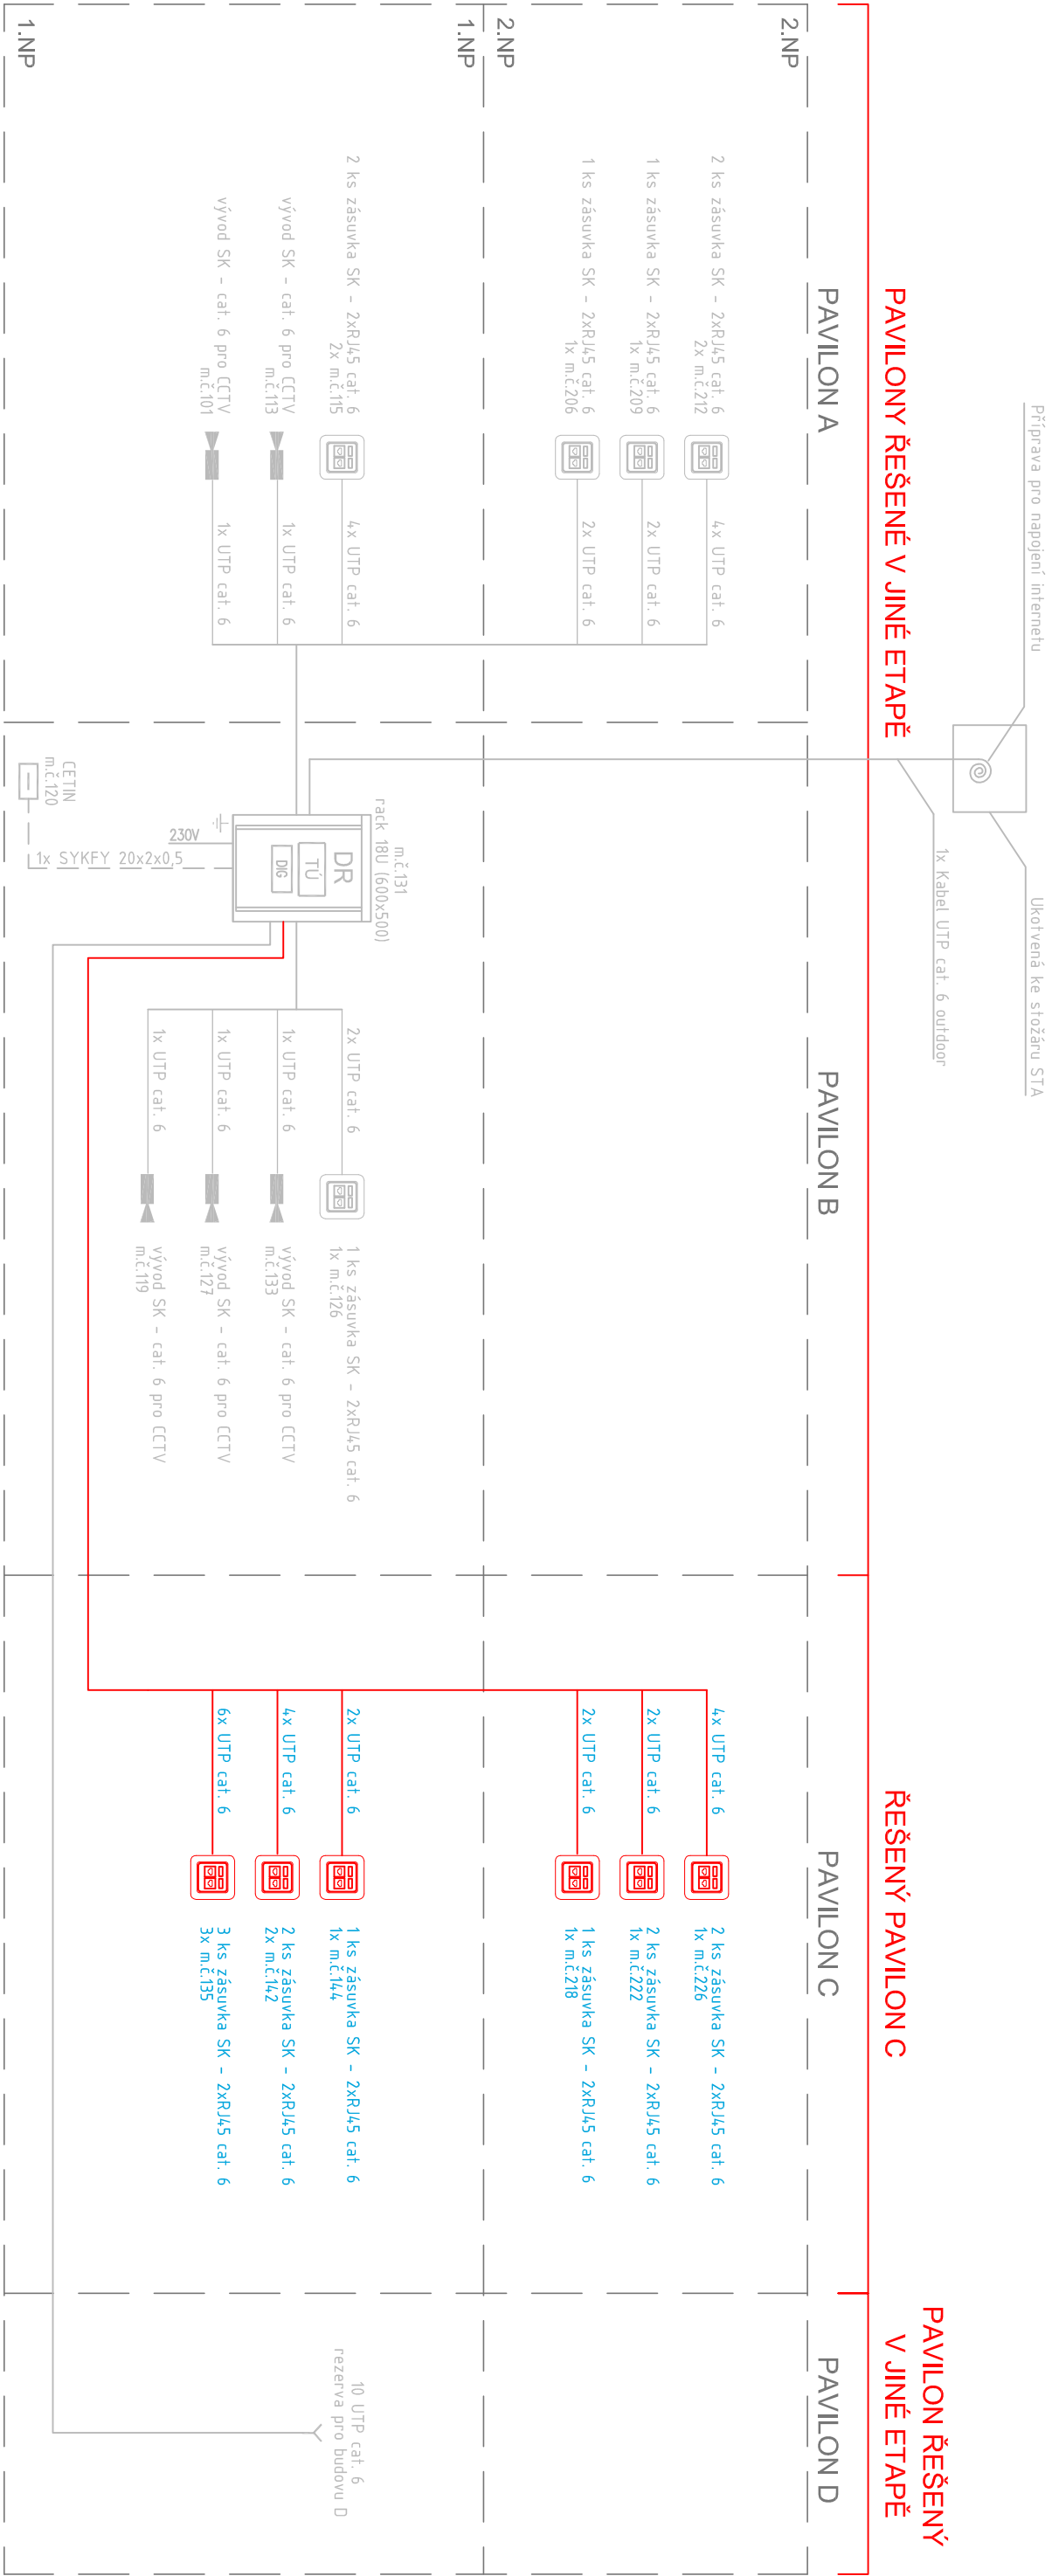 Příprava pro napojení internetu
Ukotvená ke stožáru STA
1x Kabel UTP cat. 6 outdoor
PAVILONY ŘEŠENÉ V JINÉ ETAPĚ
ŘEŠENÝ PAVILON C
PAVILON ŘEŠENÝ
V JINÉ ETAPĚ
PAVILON A
PAVILON B
PAVILON C
PAVILON D
2.NP
2 ks zásuvka SK - 2xRJ45 cat. 6
2x m.č.212
4x UTP cat. 6
1 ks zásuvka SK - 2xRJ45 cat. 6
1x m.č.209
2x UTP cat. 6
1 ks zásuvka SK - 2xRJ45 cat. 6
1x m.č.206
2x UTP cat. 6
4x UTP cat. 6
2 ks zásuvka SK - 2xRJ45 cat. 6
1x m.č.226
2x UTP cat. 6
2 ks zásuvka SK - 2xRJ45 cat. 6
1x m.č.222
2x UTP cat. 6
1 ks zásuvka SK - 2xRJ45 cat. 6
1x m.č.218
2.NP
1.NP
2 ks zásuvka SK - 2xRJ45 cat. 6
2x m.č.115
4x UTP cat. 6
vývod SK - cat. 6 pro CCTV
m.č.113
1x UTP cat. 6
vývod SK - cat. 6 pro CCTV
m.č.101
1x UTP cat. 6
m.č.131
rack 18U (600x500)
DR
TÚ
DIG
230V
1x SYKFY 20x2x0,5
CETIN
m.č.120
2x UTP cat. 6
1 ks zásuvka SK - 2xRJ45 cat. 6
1x m.č.126
1x UTP cat. 6
vývod SK - cat. 6 pro CCTV
m.č.133
1x UTP cat. 6
vývod SK - cat. 6 pro CCTV
m.č.127
1x UTP cat. 6
vývod SK - cat. 6 pro CCTV
m.č.119
2x UTP cat. 6
1 ks zásuvka SK - 2xRJ45 cat. 6
1x m.č.144
4x UTP cat. 6
2 ks zásuvka SK - 2xRJ45 cat. 6
2x m.č.142
6x UTP cat. 6
3 ks zásuvka SK - 2xRJ45 cat. 6
3x m.č.135
10 UTP cat. 6
rezerva pro budovu D
1.NP